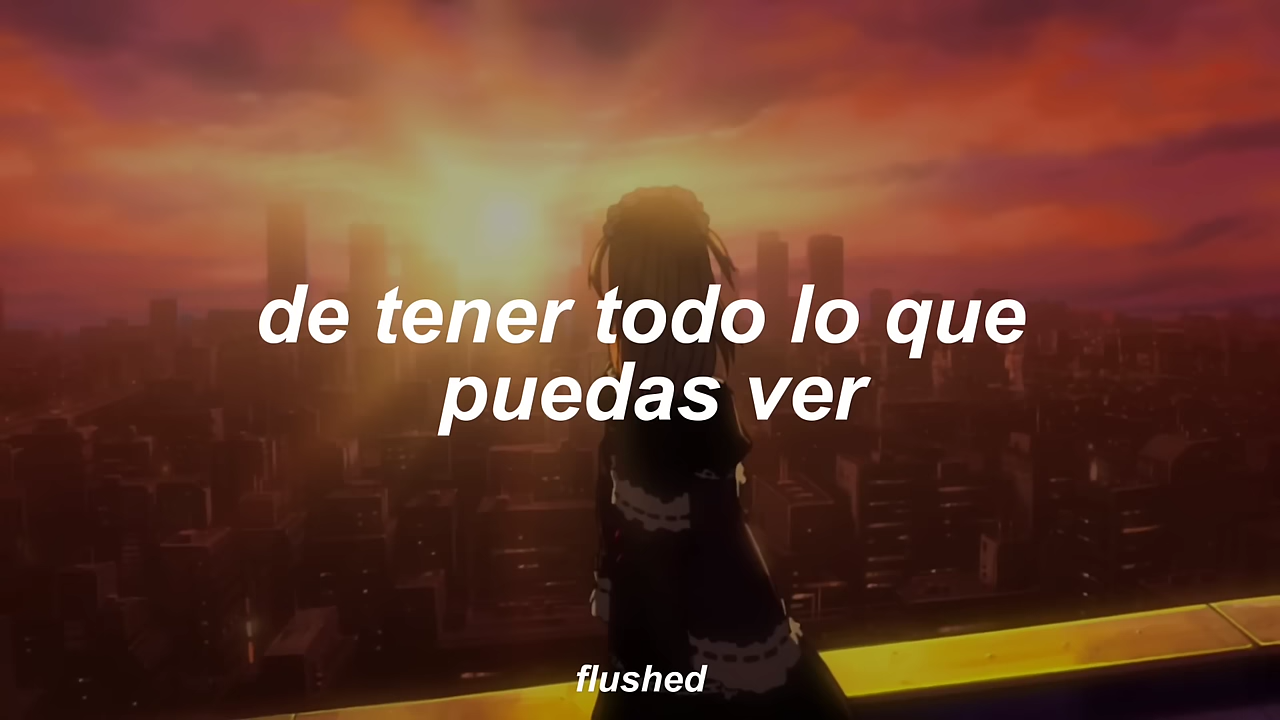 de tener todo lo que
puedas ver
flushed